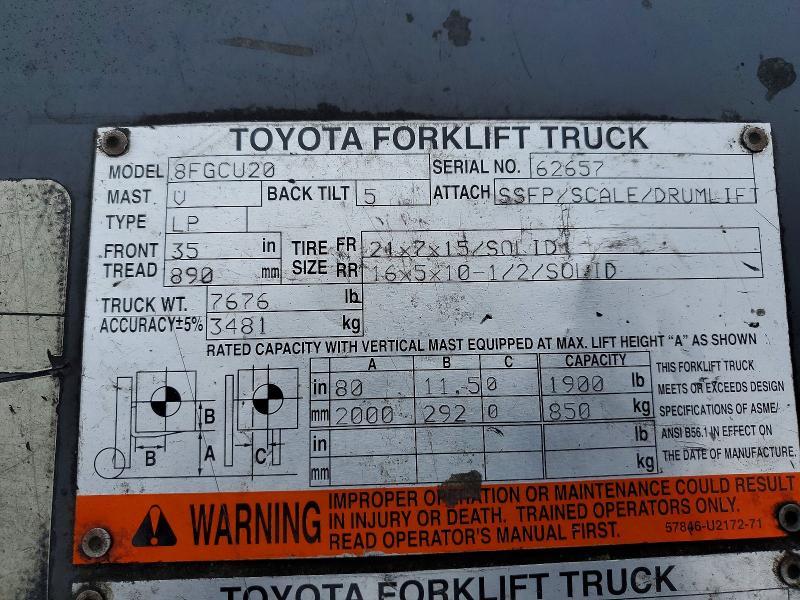 TOYOTA FORKLIFT TRUCK
MODEL 8FGCU20 SERIAL NO. 62657
MAST V BACK TILT 5 ATTACH SSFP/SCALE/DRUMLIFT
TYPE LP
FRONT TREAD 35 in TIRE SIZE FR 21x7x15/SOLID
890 mm RR 16x5x10-1/2/SOLID
TRUCK WT. 7676 lb
ACCURACY±5% 3481 kg
RATED CAPACITY WITH VERTICAL MAST EQUIPPED AT MAX. LIFT HEIGHT "A" AS SHOWN
A B C CAPACITY
in 80 11.5 0 1900 lb
mm 2000 292 0 850 kg
in lb
mm kg
B B A C
THIS FORKLIFT TRUCK
MEETS OR EXCEEDS DESIGN
SPECIFICATIONS OF ASME/
ANSI B56.1 IN EFFECT ON
THE DATE OF MANUFACTURE.
WARNING
IMPROPER OPERATION OR MAINTENANCE COULD RESULT
IN INJURY OR DEATH. TRAINED OPERATORS ONLY.
READ OPERATOR'S MANUAL FIRST.
57846-U2172-71
TOYOTA FORKLIFT TRUCK